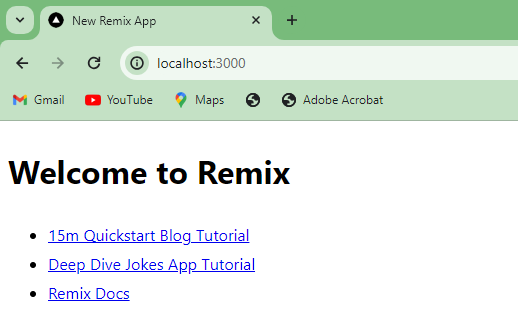 New Remix App
localhost:3000
Gmail YouTube Maps Adobe Acrobat
Welcome to Remix
15m Quickstart Blog Tutorial
Deep Dive Jokes App Tutorial
Remix Docs